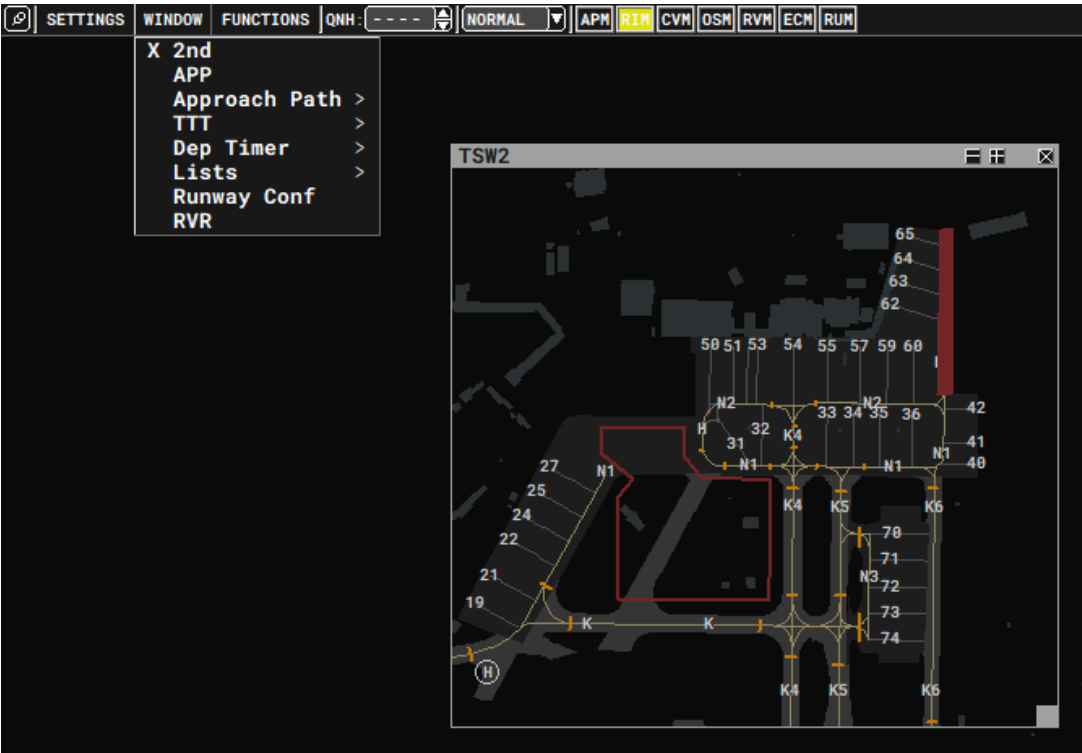 SETTINGS WINDOW FUNCTIONS QNH: ---- NORMAL APM RIM CVM OSM RVM ECM RUM
X 2nd
APP
Approach Path >
TTT >
Dep Timer >
Lists >
Runway Conf
RVR
TSW2
65
64
63
62
50 51 53 54 55 57 59 60
N2 N2 42
33 34 35 36
H 31 32 K4 41
N1 N1 N1 40
27 N1
25
24
22
21
19
K4 K5 K6
70
71
N3 72
73
74
K K
H
K4 K5 K6